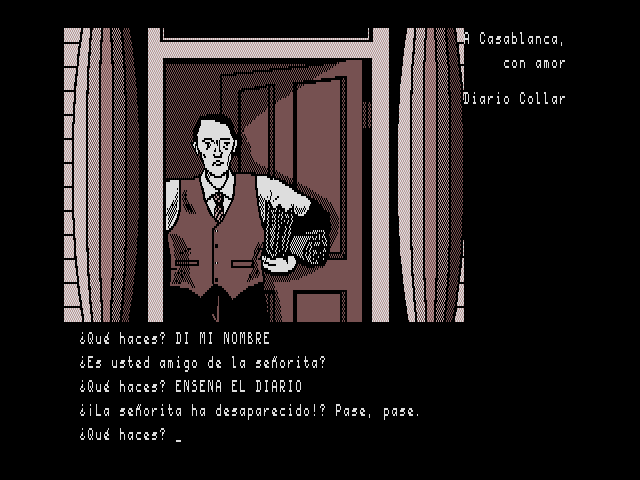 A Casablanca,
con amor
Diario Collar
¿Qué haces? DI MI NOMBRE
¿Es usted amigo de la señorita?
¿Qué haces? ENSENA EL DIARIO
¿¡La señorita ha desaparecido!? Pase, pase.
¿Qué haces? _